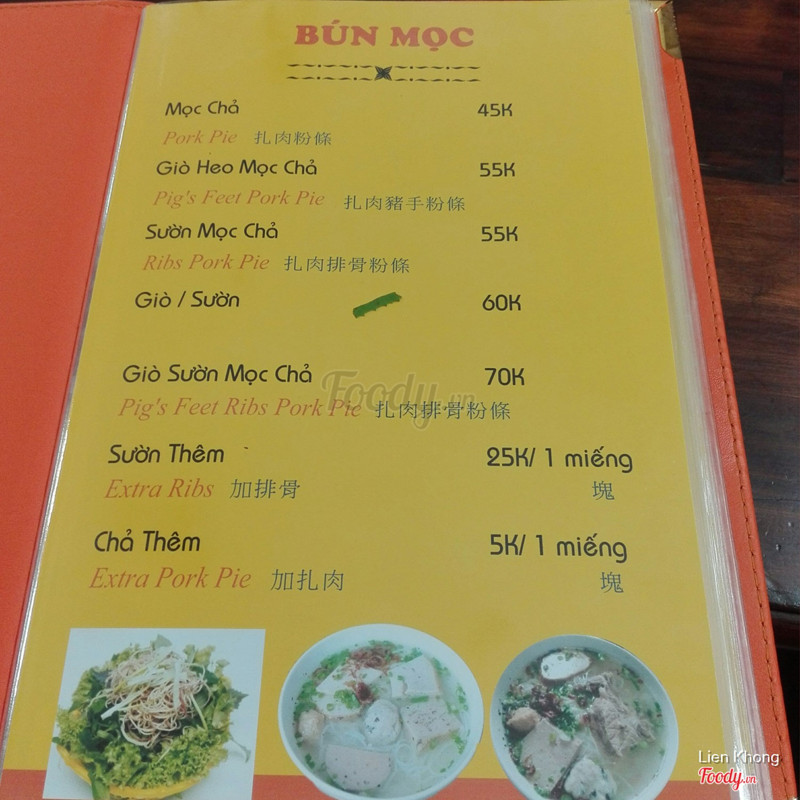 BÚN MỌC
Mọc Chả 45K
Pork Pie 扎肉粉條
Giò Heo Mọc Chả 55K
Pig's Feet Pork Pie 扎肉豬手粉條
Sườn Mọc Chả 55K
Ribs Pork Pie 扎肉排骨粉條
Giò / Sườn 60K
Giò Sườn Mọc Chả 70K
Foody.vn
Pig's Feet Ribs Pork Pie 扎肉排骨粉條
Sườn Thêm 25K/ 1 miếng
Extra Ribs 加排骨 塊
Chả Thêm 5K/ 1 miếng
Extra Pork Pie 加扎肉 塊
Lien Khong
Foody.vn